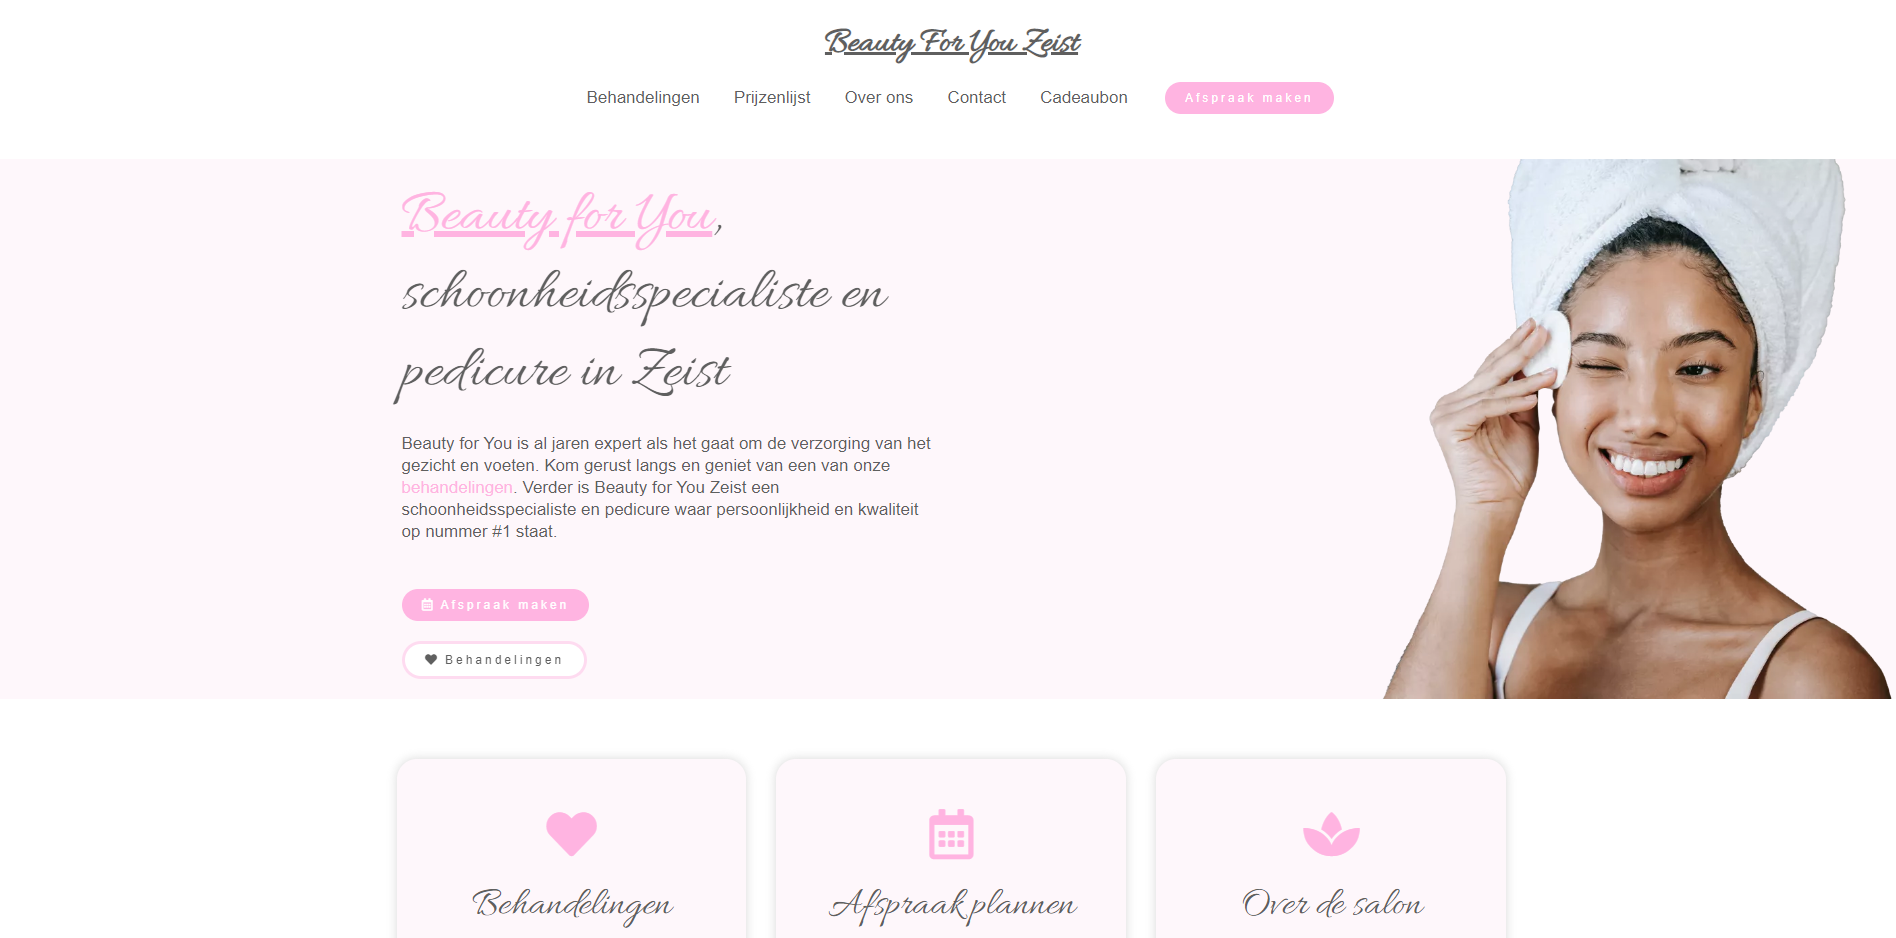 Beauty For You Zeist
Behandelingen Prijzenlijst Over ons Contact Cadeaubon Afspraak maken
Beauty for You,
schoonheidsspecialiste en
pedicure in Zeist
Beauty for You is al jaren expert als het gaat om de verzorging van het
gezicht en voeten. Kom gerust langs en geniet van een van onze
behandelingen. Verder is Beauty for You Zeist een
schoonheidsspecialiste en pedicure waar persoonlijkheid en kwaliteit
op nummer #1 staat.
Afspraak maken
Behandelingen
Behandelingen
Afspraak plannen
Over de salon